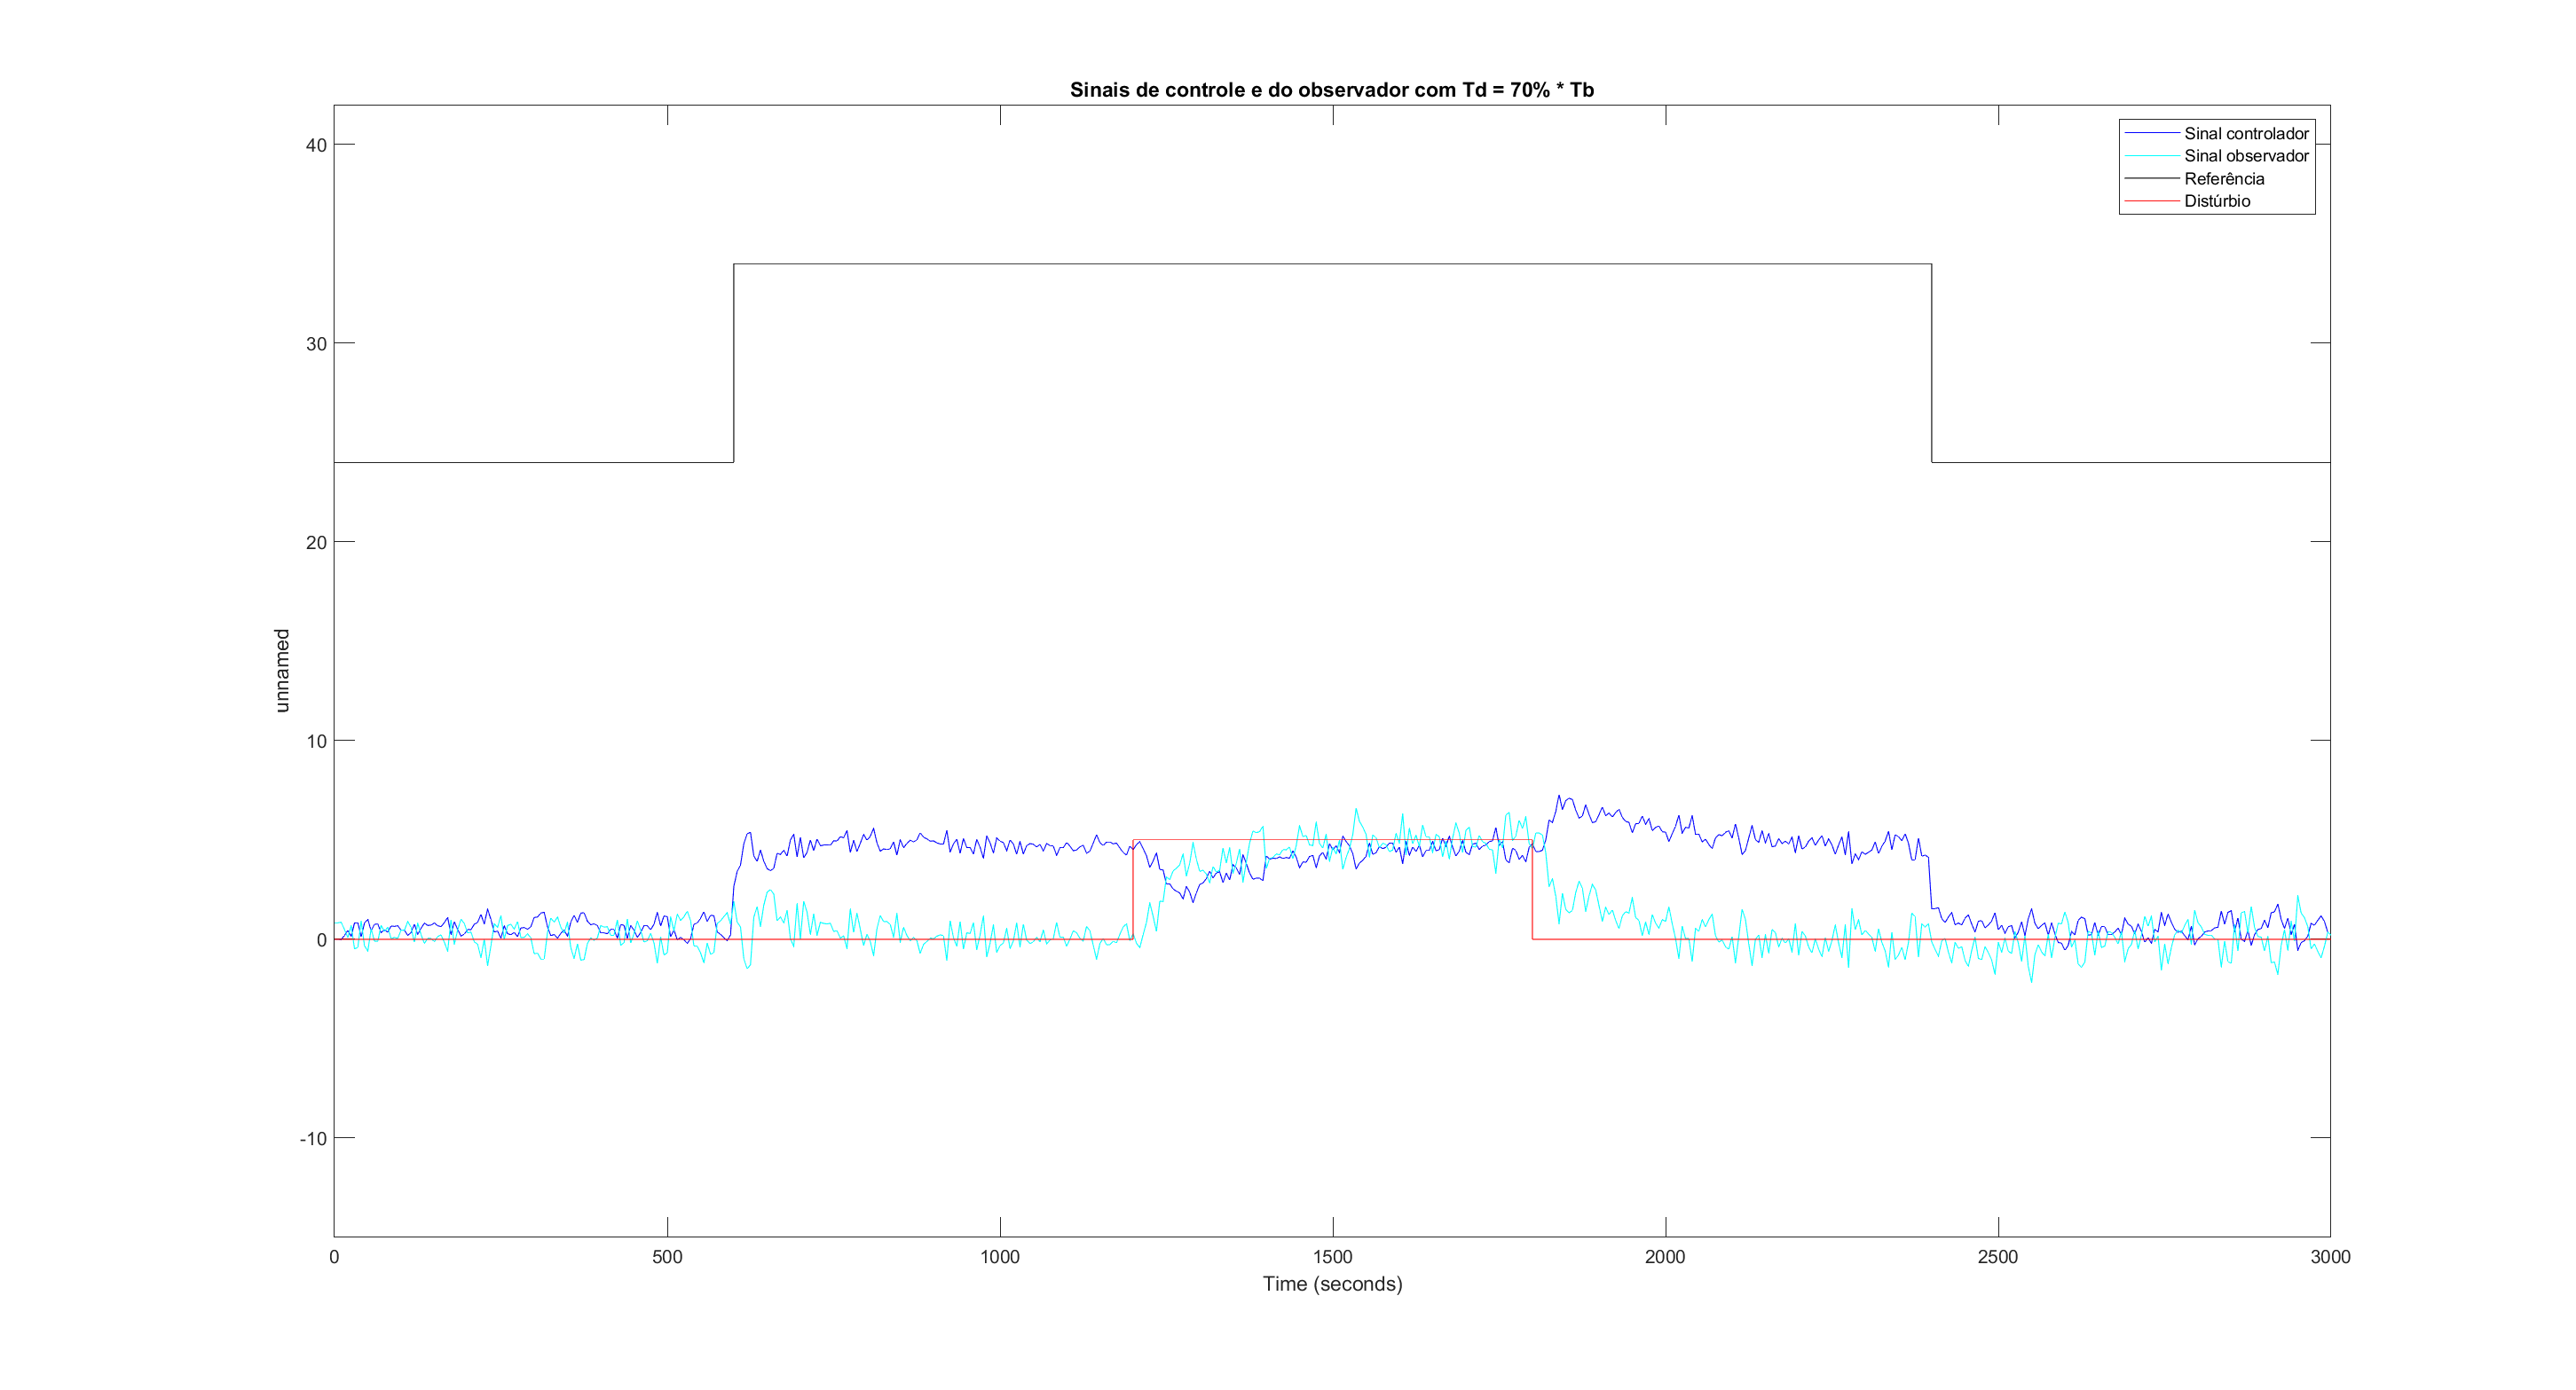 Sinais de controle e do observador com Td = 70% * Tb
Sinal controlador
Sinal observador
Referência
Distúrbio
40
30
20
10
0
-10
unnamed
0 500 1000 1500 2000 2500 3000
Time (seconds)